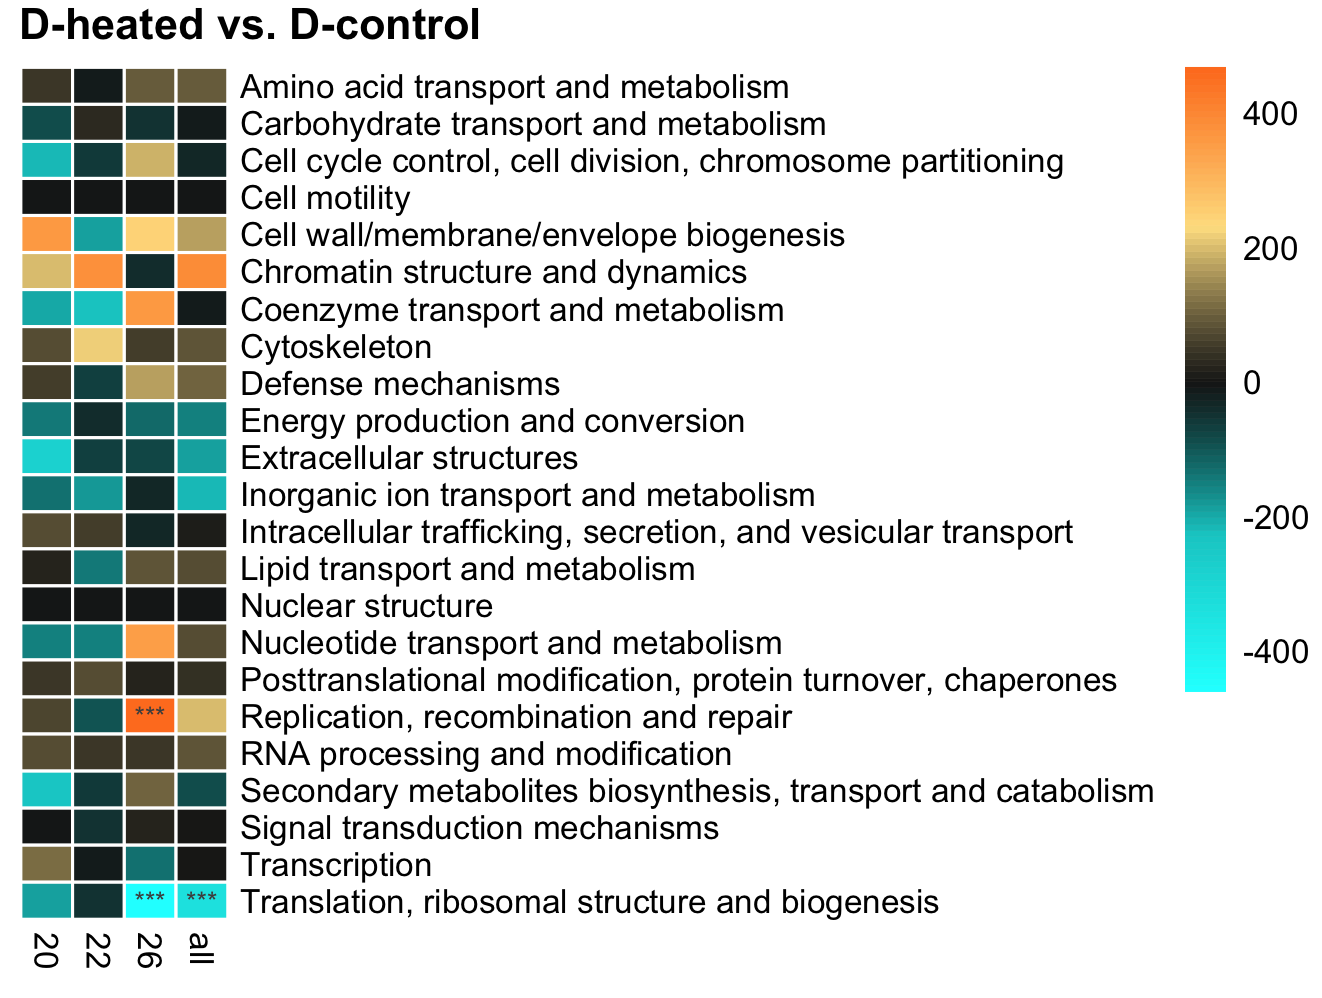 D-heated vs. D-control
Amino acid transport and metabolism
Carbohydrate transport and metabolism
Cell cycle control, cell division, chromosome partitioning
Cell motility
Cell wall/membrane/envelope biogenesis
Chromatin structure and dynamics
Coenzyme transport and metabolism
Cytoskeleton
Defense mechanisms
Energy production and conversion
Extracellular structures
Inorganic ion transport and metabolism
Intracellular trafficking, secretion, and vesicular transport
Lipid transport and metabolism
Nuclear structure
Nucleotide transport and metabolism
Posttranslational modification, protein turnover, chaperones
*** Replication, recombination and repair
RNA processing and modification
Secondary metabolites biosynthesis, transport and catabolism
Signal transduction mechanisms
Transcription
*** *** Translation, ribosomal structure and biogenesis
20 22 26 all
400
200
0
-200
-400